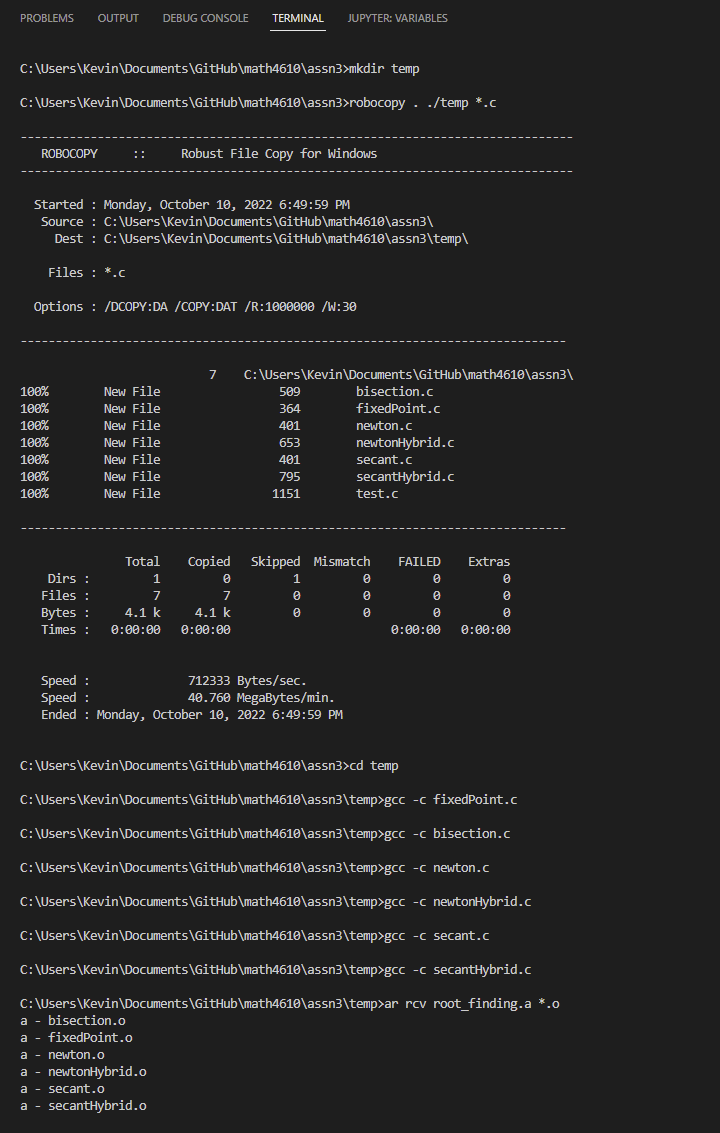 PROBLEMS OUTPUT DEBUG CONSOLE TERMINAL JUPYTER: VARIABLES
C:\Users\Kevin\Documents\GitHub\math4610\assn3>mkdir temp
C:\Users\Kevin\Documents\GitHub\math4610\assn3>robocopy . ./temp *.c
-------------------------------------------------------------------------------
ROBOCOPY :: Robust File Copy for Windows
-------------------------------------------------------------------------------
Started : Monday, October 10, 2022 6:49:59 PM
Source : C:\Users\Kevin\Documents\GitHub\math4610\assn3\
Dest : C:\Users\Kevin\Documents\GitHub\math4610\assn3\temp\
Files : *.c
Options : /DCOPY:DA /COPY:DAT /R:1000000 /W:30
------------------------------------------------------------------------------
7 C:\Users\Kevin\Documents\GitHub\math4610\assn3\
100% New File 509 bisection.c
100% New File 364 fixedPoint.c
100% New File 401 newton.c
100% New File 653 newtonHybrid.c
100% New File 401 secant.c
100% New File 795 secantHybrid.c
100% New File 1151 test.c
------------------------------------------------------------------------------
Total Copied Skipped Mismatch FAILED Extras
Dirs : 1 0 1 0 0 0
Files : 7 7 0 0 0 0
Bytes : 4.1 k 4.1 k 0 0 0 0
Times : 0:00:00 0:00:00 0:00:00 0:00:00
Speed : 712333 Bytes/sec.
Speed : 40.760 MegaBytes/min.
Ended : Monday, October 10, 2022 6:49:59 PM
C:\Users\Kevin\Documents\GitHub\math4610\assn3>cd temp
C:\Users\Kevin\Documents\GitHub\math4610\assn3\temp>gcc -c fixedPoint.c
C:\Users\Kevin\Documents\GitHub\math4610\assn3\temp>gcc -c bisection.c
C:\Users\Kevin\Documents\GitHub\math4610\assn3\temp>gcc -c newton.c
C:\Users\Kevin\Documents\GitHub\math4610\assn3\temp>gcc -c newtonHybrid.c
C:\Users\Kevin\Documents\GitHub\math4610\assn3\temp>gcc -c secant.c
C:\Users\Kevin\Documents\GitHub\math4610\assn3\temp>gcc -c secantHybrid.c
C:\Users\Kevin\Documents\GitHub\math4610\assn3\temp>ar rcv root_finding.a *.o
a - bisection.o
a - fixedPoint.o
a - newton.o
a - newtonHybrid.o
a - secant.o
a - secantHybrid.o